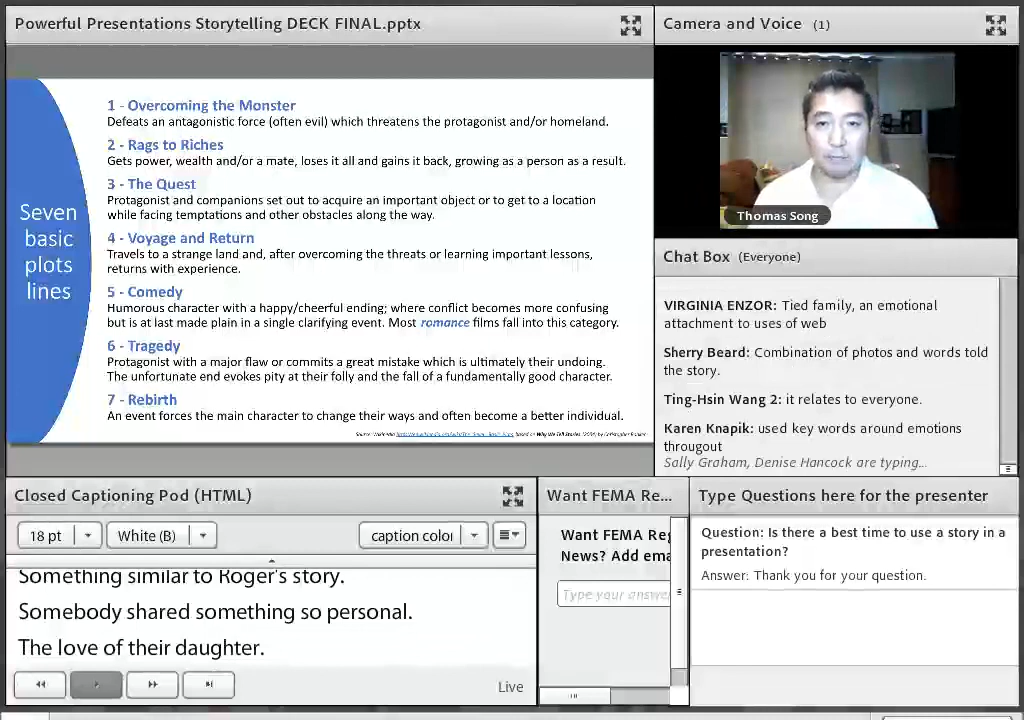 Powerful Presentations Storytelling DECK FINAL.pptx
Seven
basic
plots
lines
1 - Overcoming the Monster
Defeats an antagonistic force (often evil) which threatens the protagonist and/or homeland.
2 - Rags to Riches
Gets power, wealth and/or a mate, loses it all and gains it back, growing as a person as a result.
3 - The Quest
Protagonist and companions set out to acquire an important object or to get to a location
while facing temptations and other obstacles along the way.
4 - Voyage and Return
Travels to a strange land and, after overcoming the threats or learning important lessons,
returns with experience.
5 - Comedy
Humorous character with a happy/cheerful ending; where conflict becomes more confusing
but is at last made plain in a single clarifying event. Most romance films fall into this category.
6 - Tragedy
Protagonist with a major flaw or commits a great mistake which is ultimately their undoing.
The unfortunate end evokes pity at their folly and the fall of a fundamentally good character.
7 - Rebirth
An event forces the main character to change their ways and often become a better individual.
Camera and Voice (1)
Thomas Song
Chat Box (Everyone)
VIRGINIA ENZOR: Tied family, an emotional
attachment to uses of web
Sherry Beard: Combination of photos and words told
the story.
Ting-Hsin Wang 2: it relates to everyone.
Karen Knapik: used key words around emotions
througout
Sally Graham, Denise Hancock are typing...
Closed Captioning Pod (HTML)
18 pt
White (B)
caption color
Something similar to Roger's story.
Somebody shared something so personal.
The love of their daughter.
Live
Want FEMA Re...
Want FEMA Reg
News? Add ema
Type your answer
Type Questions here for the presenter
Question: Is there a best time to use a story in a
presentation?
Answer: Thank you for your question.